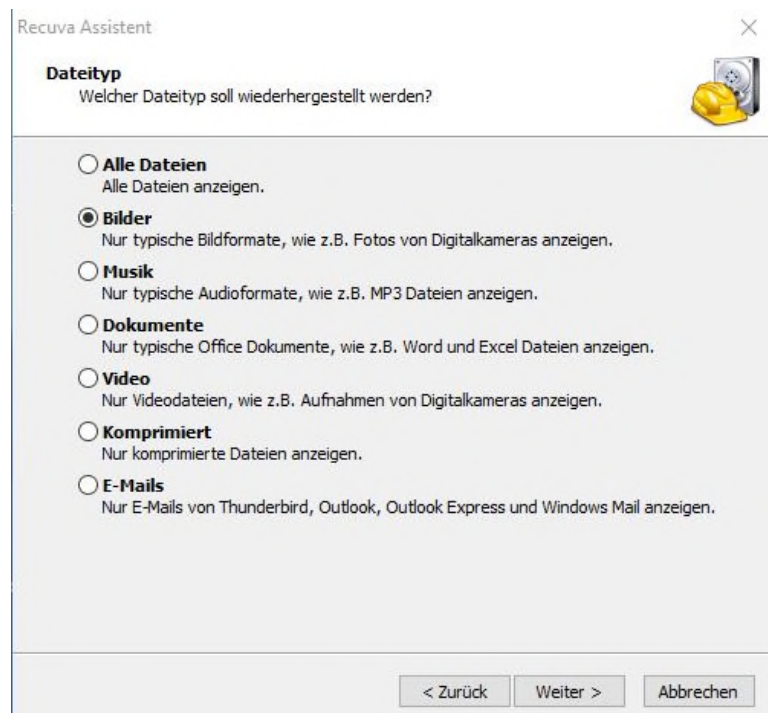 Recuva Assistent
Dateityp
Welcher Dateityp soll wiederhergestellt werden?
Alle Dateien
Alle Dateien anzeigen.
Bilder
Nur typische Bildformate, wie z.B. Fotos von Digitalkameras anzeigen.
Musik
Nur typische Audioformate, wie z.B. MP3 Dateien anzeigen.
Dokumente
Nur typische Office Dokumente, wie z.B. Word und Excel Dateien anzeigen.
Video
Nur Videodateien, wie z.B. Aufnahmen von Digitalkameras anzeigen.
Komprimiert
Nur komprimierte Dateien anzeigen.
E-Mails
Nur E-Mails von Thunderbird, Outlook, Outlook Express und Windows Mail anzeigen.
< Zurück Weiter > Abbrechen